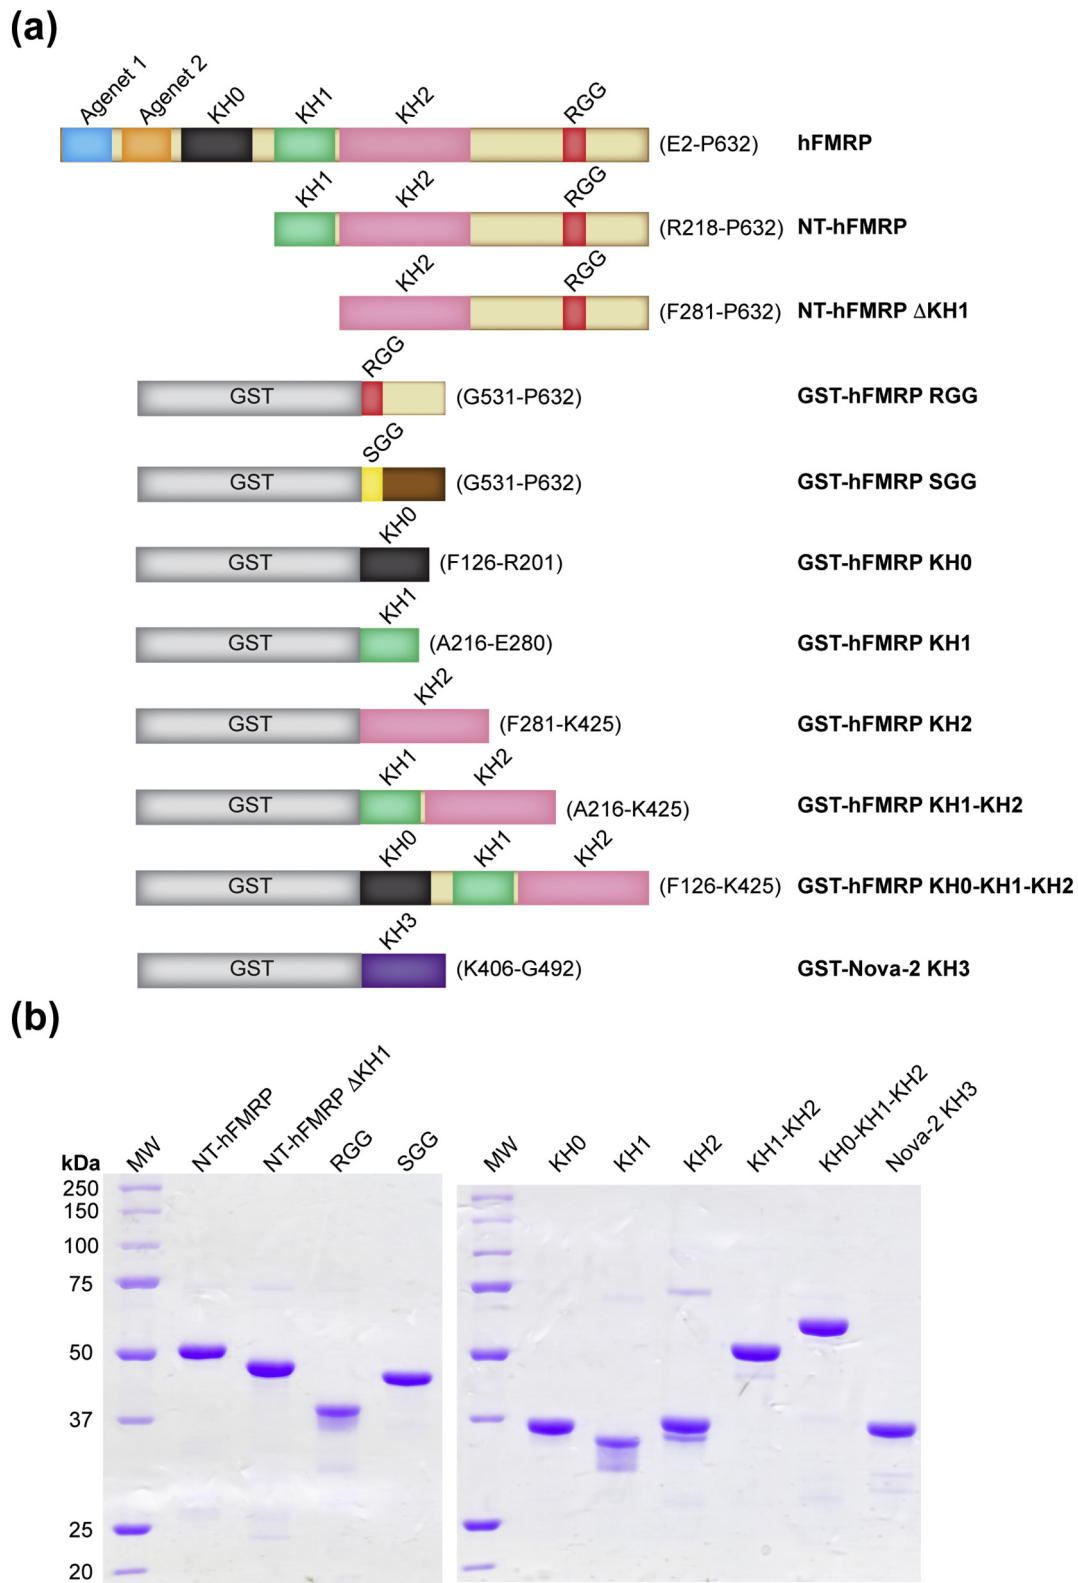 (a)
Agenet 1 Agenet 2 KH0 KH1 KH2 RGG
(E2-P632) hFMRP
KH1 KH2 RGG
(R218-P632) NT-hFMRP
KH2 RGG
(F281-P632) NT-hFMRP ΔKH1
RGG
GST (G531-P632) GST-hFMRP RGG
SGG
GST (G531-P632) GST-hFMRP SGG
KH0
GST (F126-R201) GST-hFMRP KH0
KH1
GST (A216-E280) GST-hFMRP KH1
KH2
GST (F281-K425) GST-hFMRP KH2
KH1 KH2
GST (A216-K425) GST-hFMRP KH1-KH2
KH0 KH1 KH2
GST (F126-K425) GST-hFMRP KH0-KH1-KH2
KH3
GST (K406-G492) GST-Nova-2 KH3
(b)
kDa MW NT-hFMRP NT-hFMRP ΔKH1 RGG SGG MW KH0 KH1 KH2 KH1-KH2 KH0-KH1-KH2 Nova-2 KH3
250
150
100
75
50
37
25
20